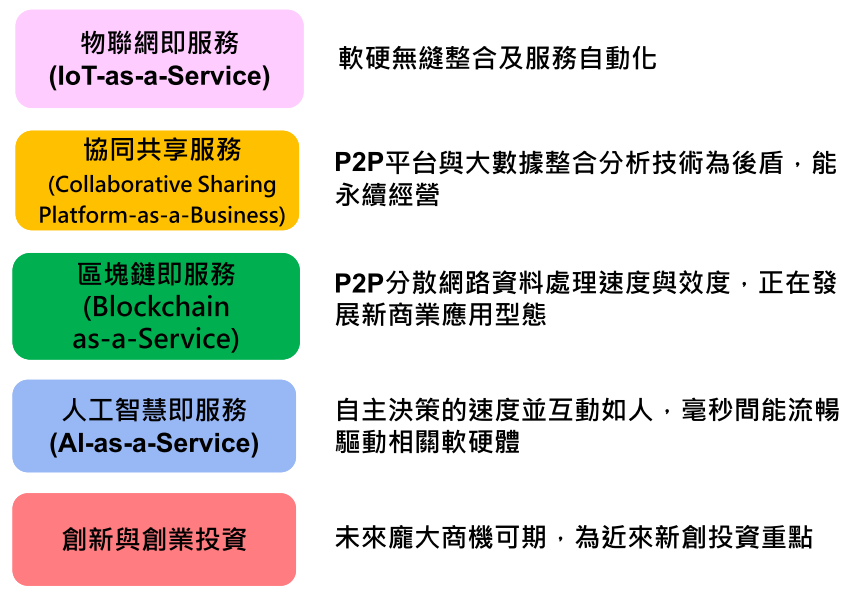 物聯網即服務
(IoT-as-a-Service)
軟硬無縫整合及服務自動化
協同共享服務
(Collaborative Sharing
Platform-as-a-Business)
P2P平台與大數據整合分析技術為後盾，能
永續經營
區塊鏈即服務
(Blockchain
as-a-Service)
P2P分散網路資料處理速度與效度，正在發
展新商業應用型態
人工智慧即服務
(AI-as-a-Service)
自主決策的速度並互動如人，毫秒間能流暢
驅動相關軟硬體
創新與創業投資
未來龐大商機可期，為近來新創投資重點